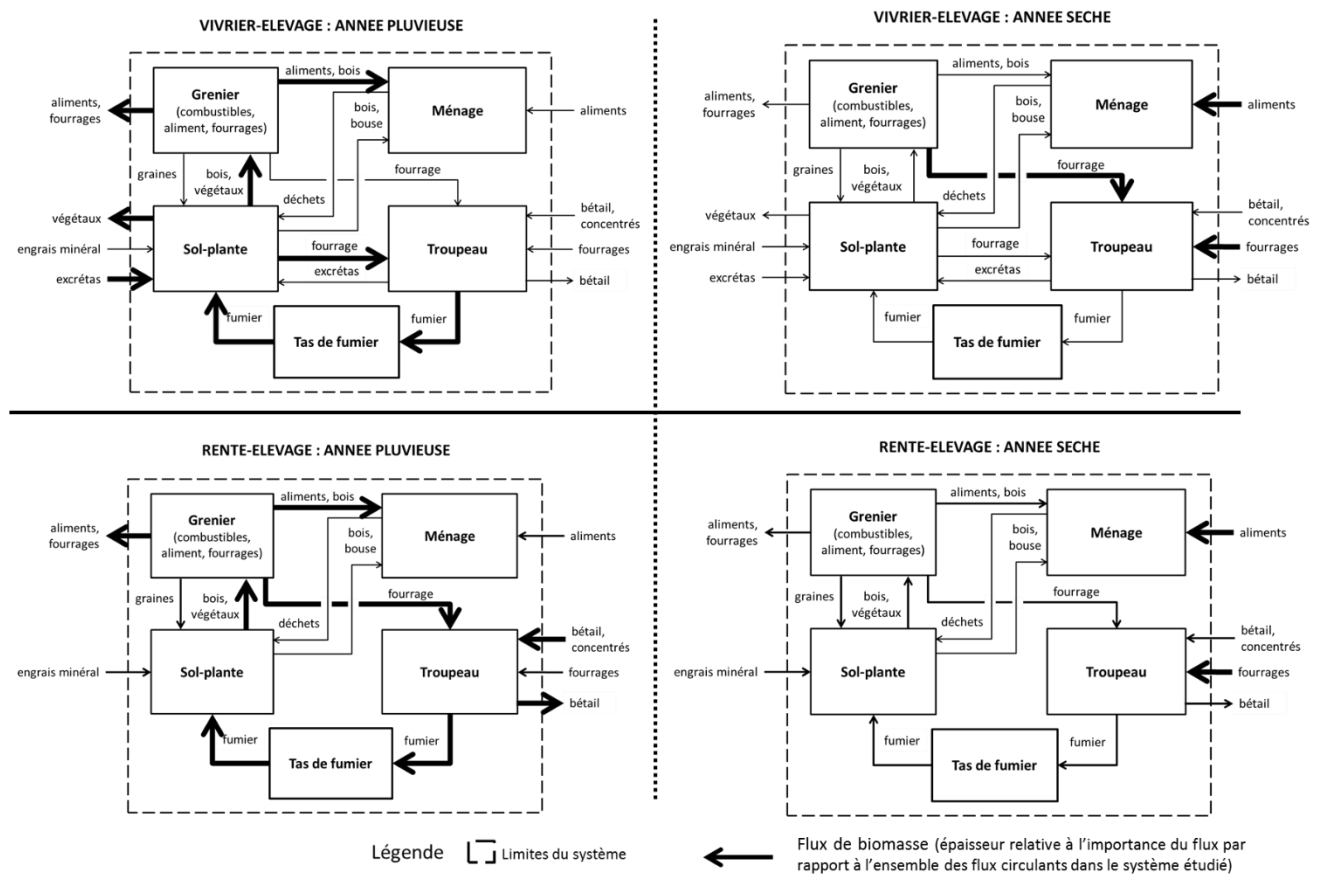 VIVRIER-ELEVAGE : ANNEE PLUVIEUSE
aliments, bois
Grenier
(combustibles,
aliment, fourrages)
Ménage
aliments,
fourrages
bois,
bouse
aliments
graines
bois,
végétaux
fourrage
déchets
végétaux
engrais minéral
excrétas
Sol-plante
fourrage
excrétas
Troupeau
bétail,
concentrés
fourrages
bétail
fumier
Tas de fumier
fumier
VIVRIER-ELEVAGE : ANNEE SECHE
aliments, bois
Grenier
(combustibles,
aliment, fourrages)
Ménage
aliments,
fourrages
bois,
bouse
aliments
graines
bois,
végétaux
fourrage
déchets
végétaux
engrais minéral
excrétas
Sol-plante
fourrage
excrétas
Troupeau
bétail,
concentrés
fourrages
bétail
fumier
Tas de fumier
fumier
RENTE-ELEVAGE : ANNEE PLUVIEUSE
aliments, bois
Grenier
(combustibles,
aliment, fourrages)
Ménage
aliments,
fourrages
bois,
bouse
aliments
graines
bois,
végétaux
fourrage
déchets
engrais minéral
Sol-plante
Troupeau
bétail,
concentrés
fourrages
bétail
fumier
Tas de fumier
fumier
RENTE-ELEVAGE : ANNEE SECHE
aliments, bois
Grenier
(combustibles,
aliment, fourrages)
Ménage
aliments,
fourrages
bois,
bouse
aliments
graines
bois,
végétaux
fourrage
déchets
engrais minéral
Sol-plante
Troupeau
bétail,
concentrés
fourrages
bétail
fumier
Tas de fumier
fumier
Légende
Limites du système
Flux de biomasse (épaisseur relative à l'importance du flux par
rapport à l'ensemble des flux circulants dans le système étudié)